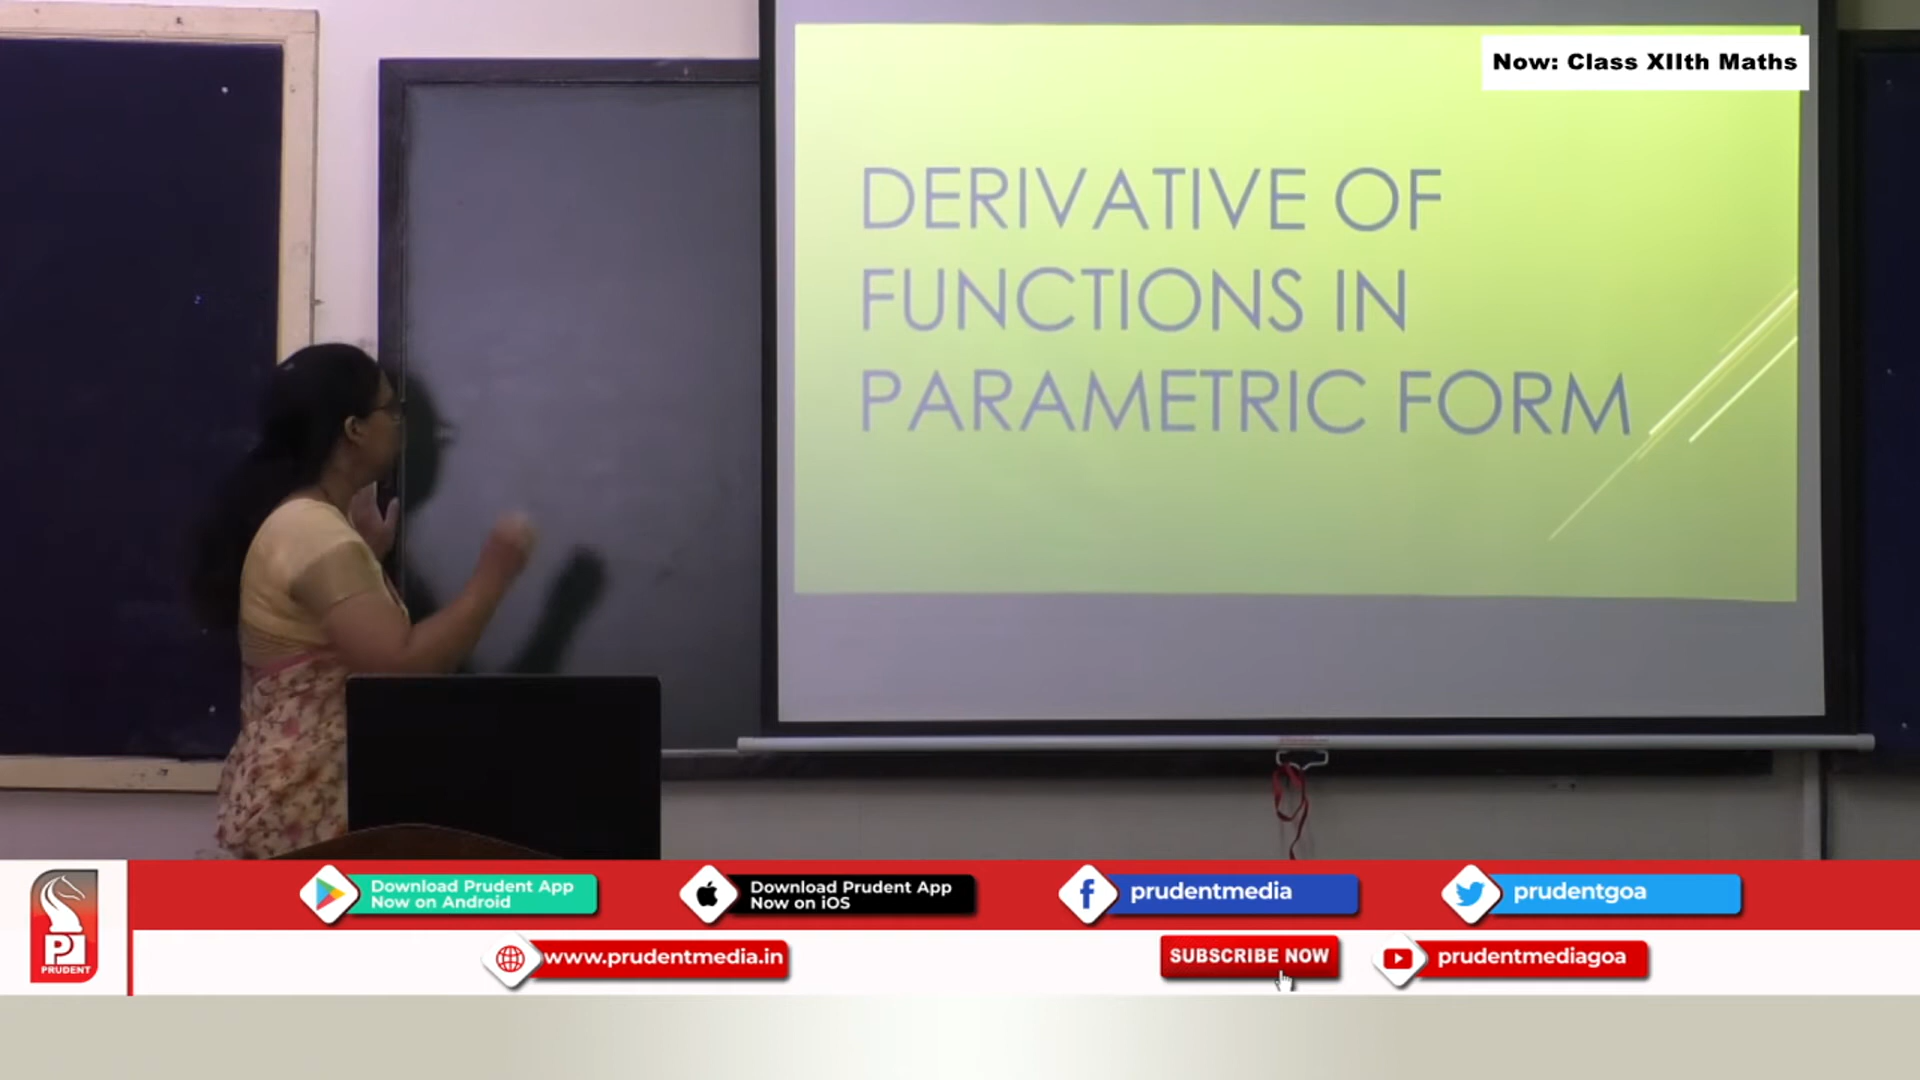 Now: Class XIIth Maths
DERIVATIVE OF
FUNCTIONS IN
PARAMETRIC FORM
Download Prudent App
Now on Android
Download Prudent App
Now on iOS
prudentmedia
prudentgoa
PRUDENT
www.prudentmedia.in
SUBSCRIBE NOW
prudentmediagoa